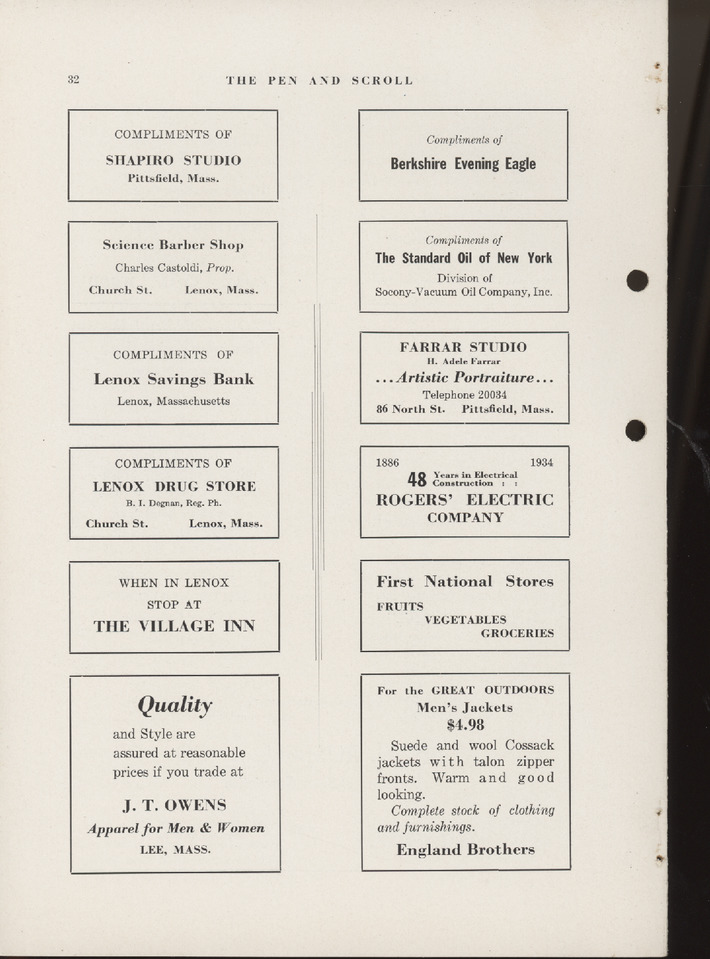 32
THE PEN AND SCROLL
COMPLIMENTS OF
SHAPIRO STUDIO
Pittsfield, Mass.
Science Barber Shop
Charles Castoldi, Prop.
Church St. Lenox, Mass.
COMPLIMENTS OF
Lenox Savings Bank
Lenox, Massachusetts
COMPLIMENTS OF
LENOX DRUG STORE
B. I. Degnan, Reg. Ph.
Church St. Lenox, Mass.
WHEN IN LENOX
STOP AT
THE VILLAGE INN
Quality
and Style are
assured at reasonable
prices if you trade at
J. T. OWENS
Apparel for Men & Women
LEE, MASS.
Compliments of
Berkshire Evening Eagle
Compliments of
The Standard Oil of New York
Division of
Socony-Vacuum Oil Company, Inc.
FARRAR STUDIO
H. Adele Farrar
...Artistic Portraiture...
Telephone 20034
86 North St. Pittsfield, Mass.
1886 1934
48 Years in Electrical
Construction : :
ROGERS' ELECTRIC
COMPANY
First National Stores
FRUITS
VEGETABLES
GROCERIES
For the GREAT OUTDOORS
Men's Jackets
$4.98
Suede and wool Cossack
jackets with talon zipper
fronts. Warm and good
looking.
Complete stock of clothing
and furnishings.
England Brothers